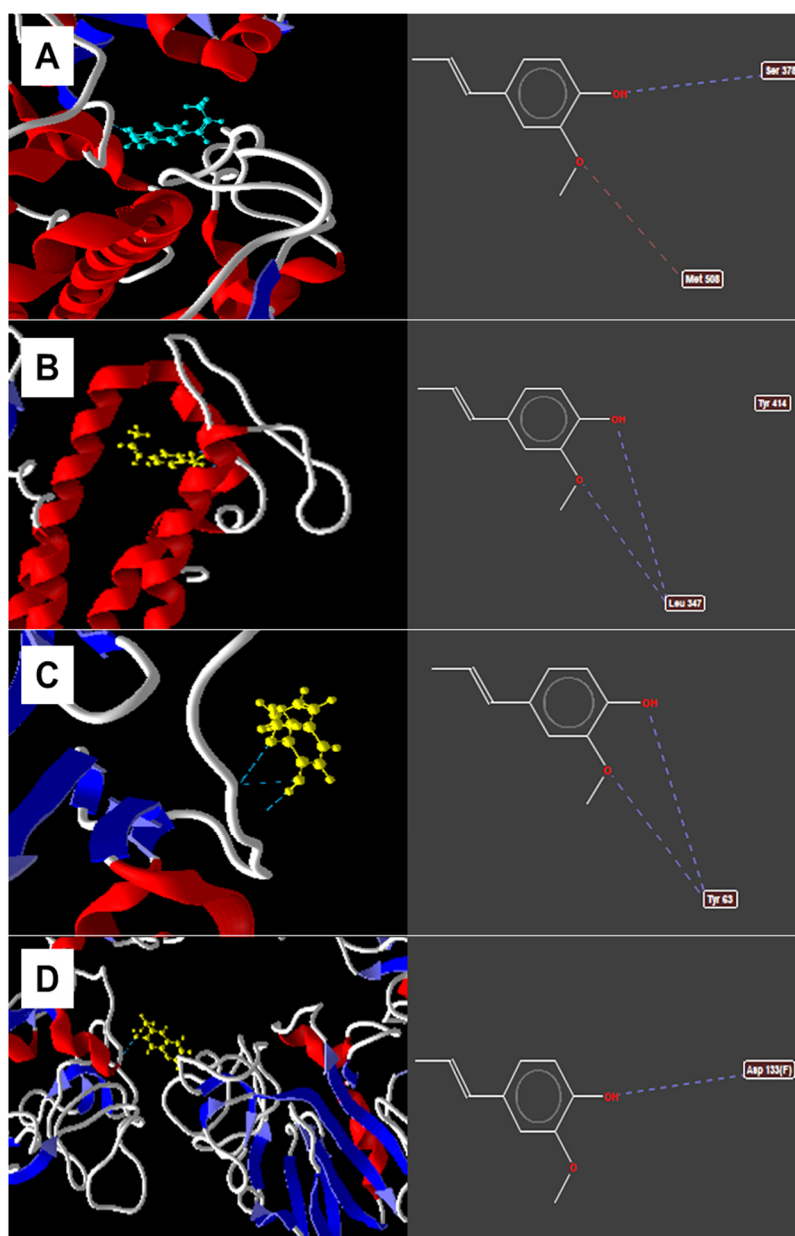 A
OH
Ser 378
O
Met 508
B
OH
Tyr 414
O
Leu 347
C
OH
O
Tyr 63
D
OH
Asp 133(F)
O